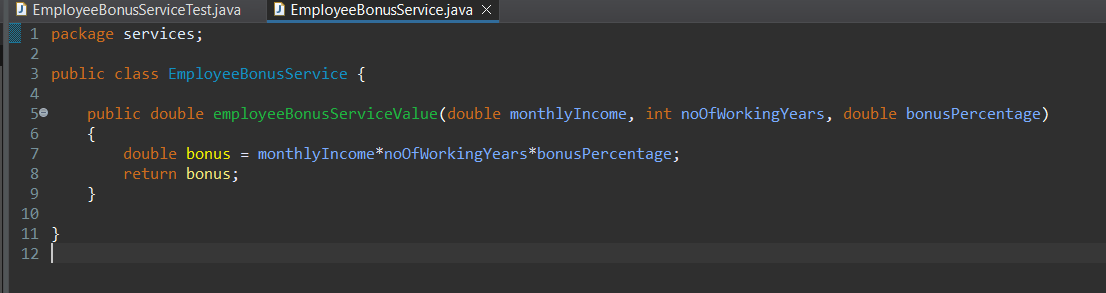 EmployeeBonusServiceTest.java EmployeeBonusService.java
1 package services;
2
3 public class EmployeeBonusService {
4
5 public double employeeBonusServiceValue(double monthlyIncome, int noOfWorkingYears, double bonusPercentage)
6 {
7 double bonus = monthlyIncome*noOfWorkingYears*bonusPercentage;
8 return bonus;
9 }
10
11 }
12